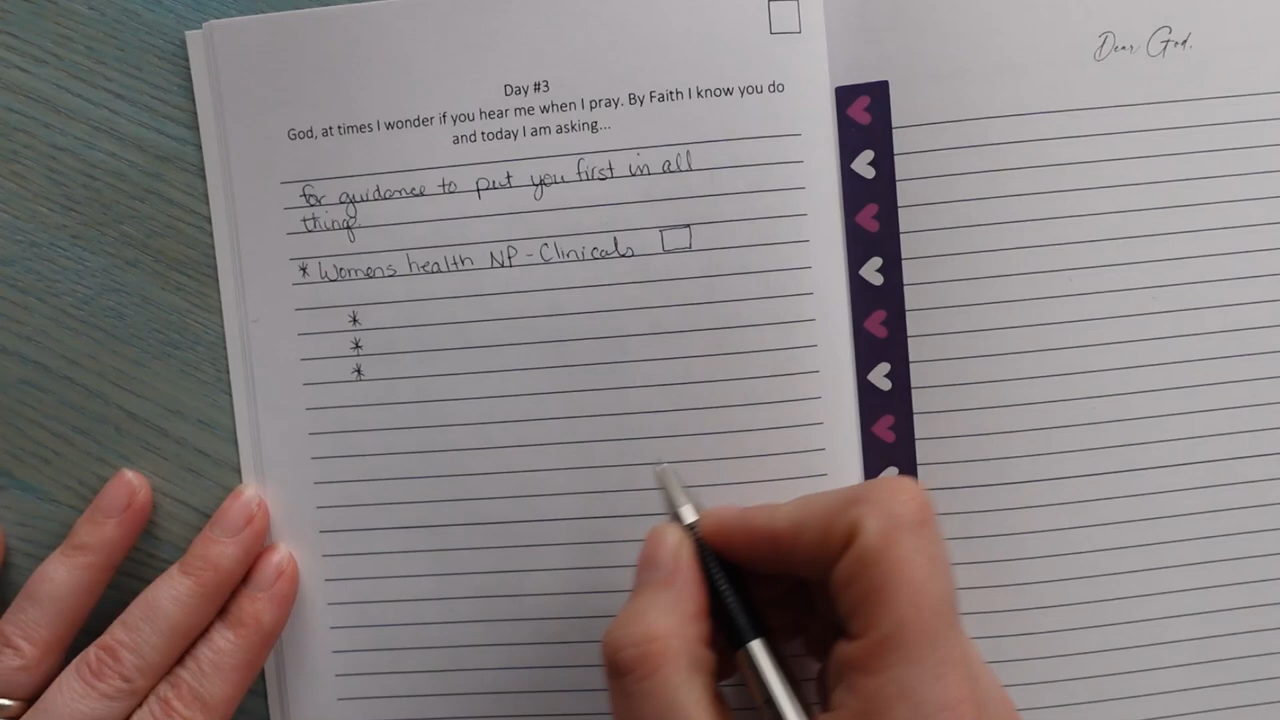 Day #3
God, at times I wonder if you hear me when I pray. By Faith I know you do
and today I am asking...
for guidance to put you first in all
things.
* Womens health NP - Clinicals
*
*
*
Dear God,